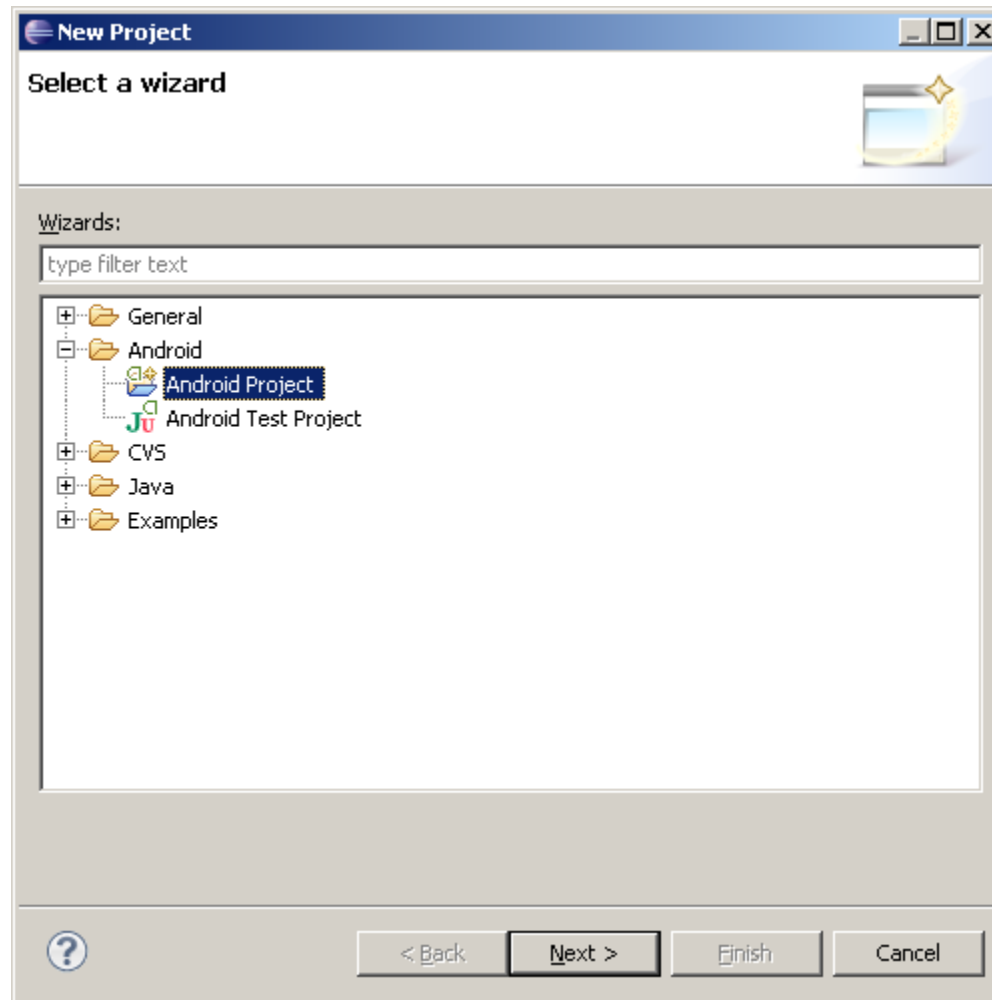 New Project
Select a wizard
Wizards:
type filter text
General
Android
Android Project
Android Test Project
CVS
Java
Examples
< Back
Next >
Finish
Cancel